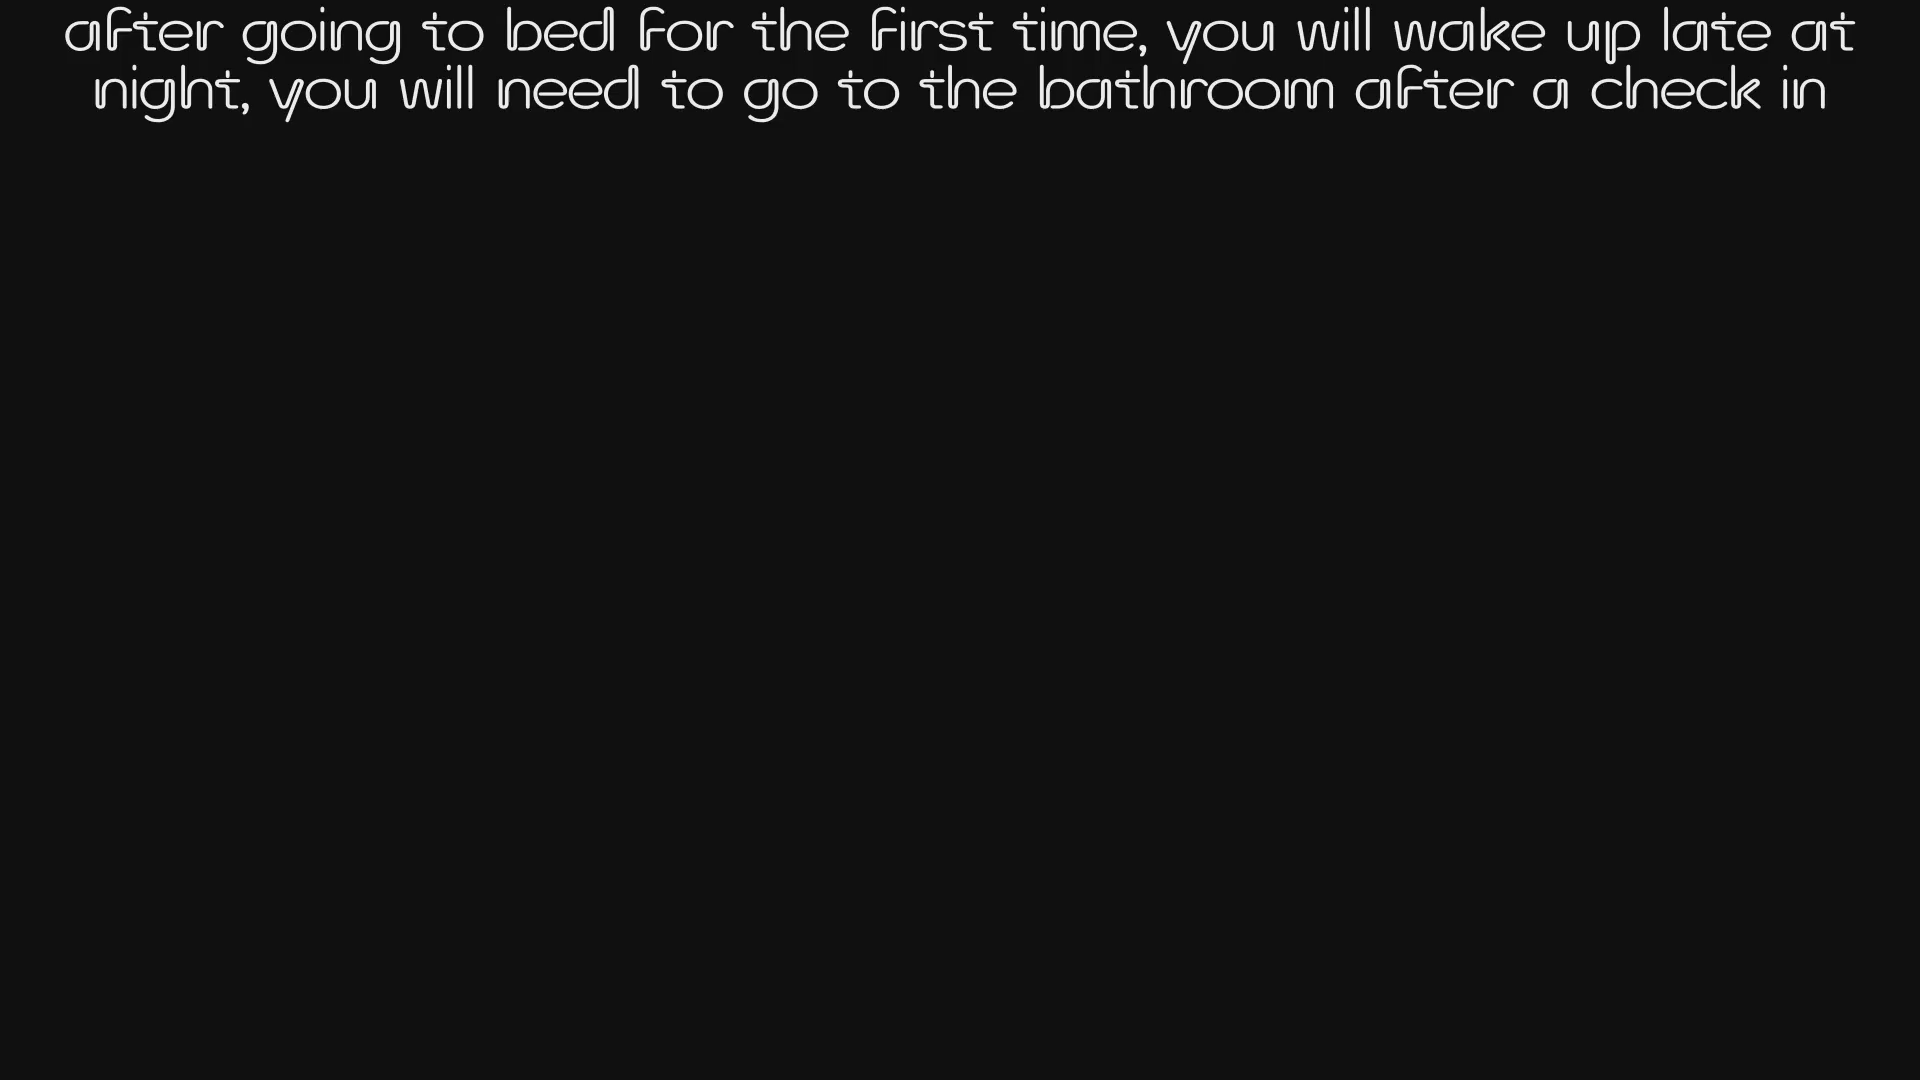 after going to bed for the first time, you will wake up late at
night, you will need to go to the bathroom after a check in